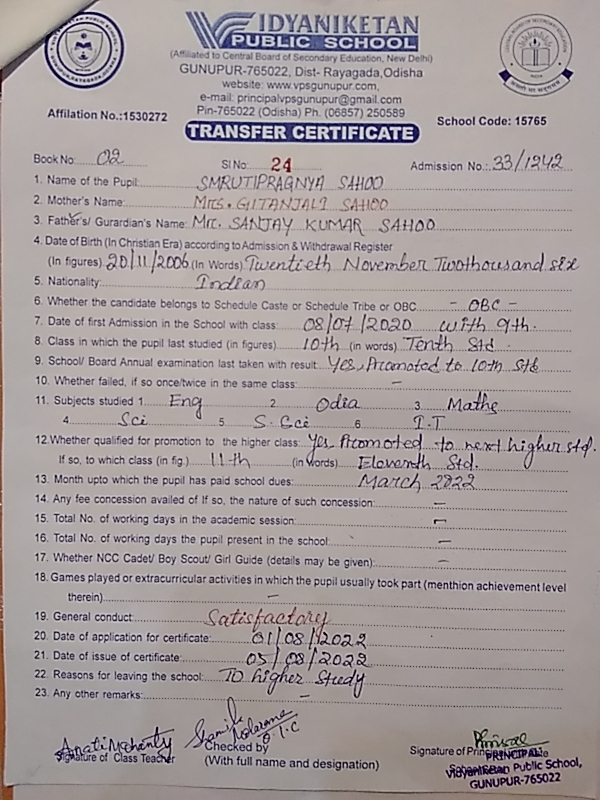 VIDYANIKETAN
PUBLIC SCHOOL
(Affiliated to Central Board of Secondary Education, New Delhi)
GUNUPUR-765022, Dist- Rayagada,Odisha
website: www.vpsgunupur.com,
e-mail: principalvpsgunupur@gmail.com
Pin-765022 (Odisha) Ph. (06857) 250589
Affilation No.:1530272
School Code: 15765
TRANSFER CERTIFICATE
Book No: 02 Sl No: 24 Admission No.: 33/1242
1. Name of the Pupil: SMRUTIPRAGNYA SAHOO
2. Mother's Name: Mrs. GITANJALI SAHOO
3. Father's/ Gurardian's Name: Mr. SANJAY KUMAR SAHOO
4. Date of Birth (In Christian Era) according to Admission & Withdrawal Register
(In figures) 20/11/2006 (In Words) Twentieth November Twothousand six
5. Nationality: Indian
6. Whether the candidate belongs to Schedule Caste or Schedule Tribe or OBC - OBC -
7. Date of first Admission in the School with class: 08/07/2020 with 9th.
8. Class in which the pupil last studied (in figures) 10th (in words) Tenth Std.
9. School/ Board Annual examination last taken with result: Yes, Promoted to 10th Std
10. Whether failed, if so once/twice in the same class: -
11. Subjects studied 1. Eng 2. Odia 3. Mathe
4. Sci 5. S. Sci 6. I.T
12.Whether qualified for promotion to the higher class: Yes Promoted to next higher std.
If so, to which class (in fig.) 11th (in words) Eleventh Std.
13. Month upto which the pupil has paid school dues: March 2022
14. Any fee concession availed of If so, the nature of such concession: -
15. Total No. of working days in the academic session: -
16. Total No. of working days the pupil present in the school: -
17. Whether NCC Cadet/ Boy Scout/ Girl Guide (details may be given): -
18. Games played or extracurricular activities in which the pupil usually took part (menthion achievement level
therein) -
19. General conduct: Satisfactory
20. Date of application for certificate: 01/08/2022
21. Date of issue of certificate: 05/08/2022
22. Reasons for leaving the school: TO higher Study
23. Any other remarks: -
Anati Mohanty
Signature of Class Teacher
Checked by
(With full name and designation)
Signature of Principal
PRINCIPAL
Vidyaniketan Public School,
GUNUPUR-765022